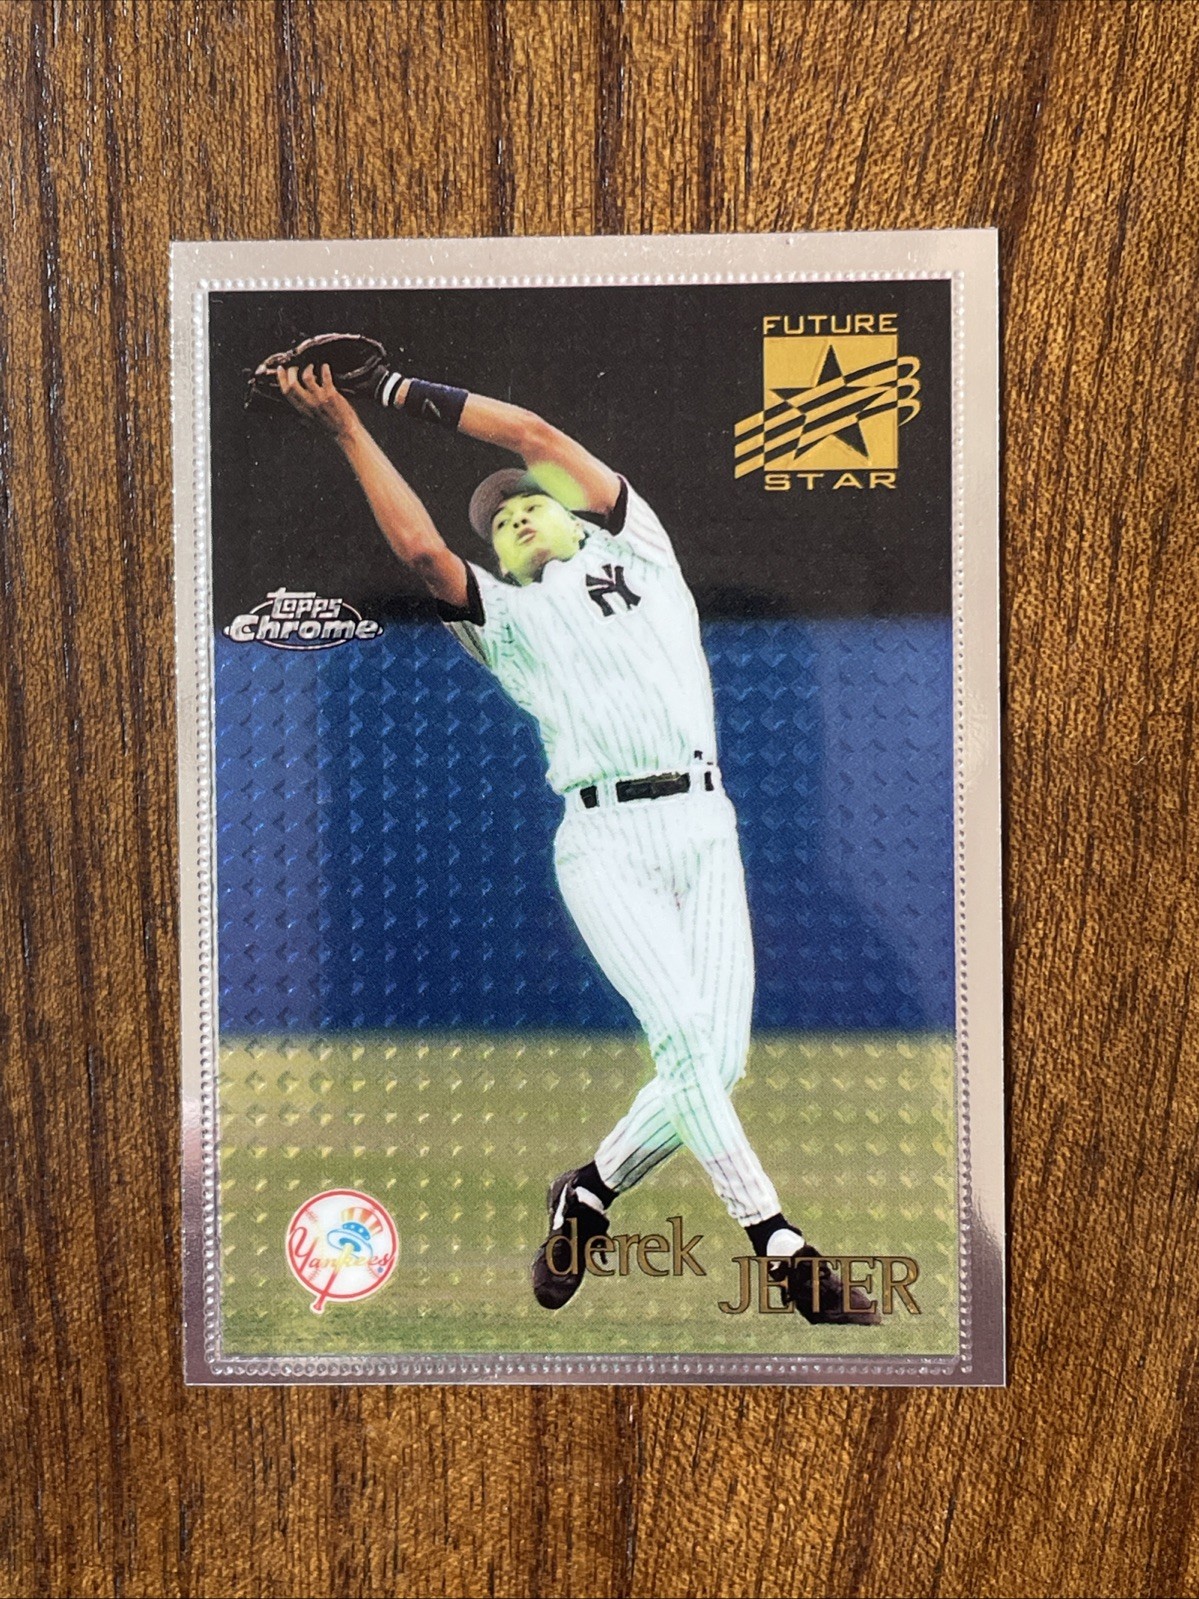 FUTURE
STAR
topps
Chrome
NY
Yankees
derek
JETER